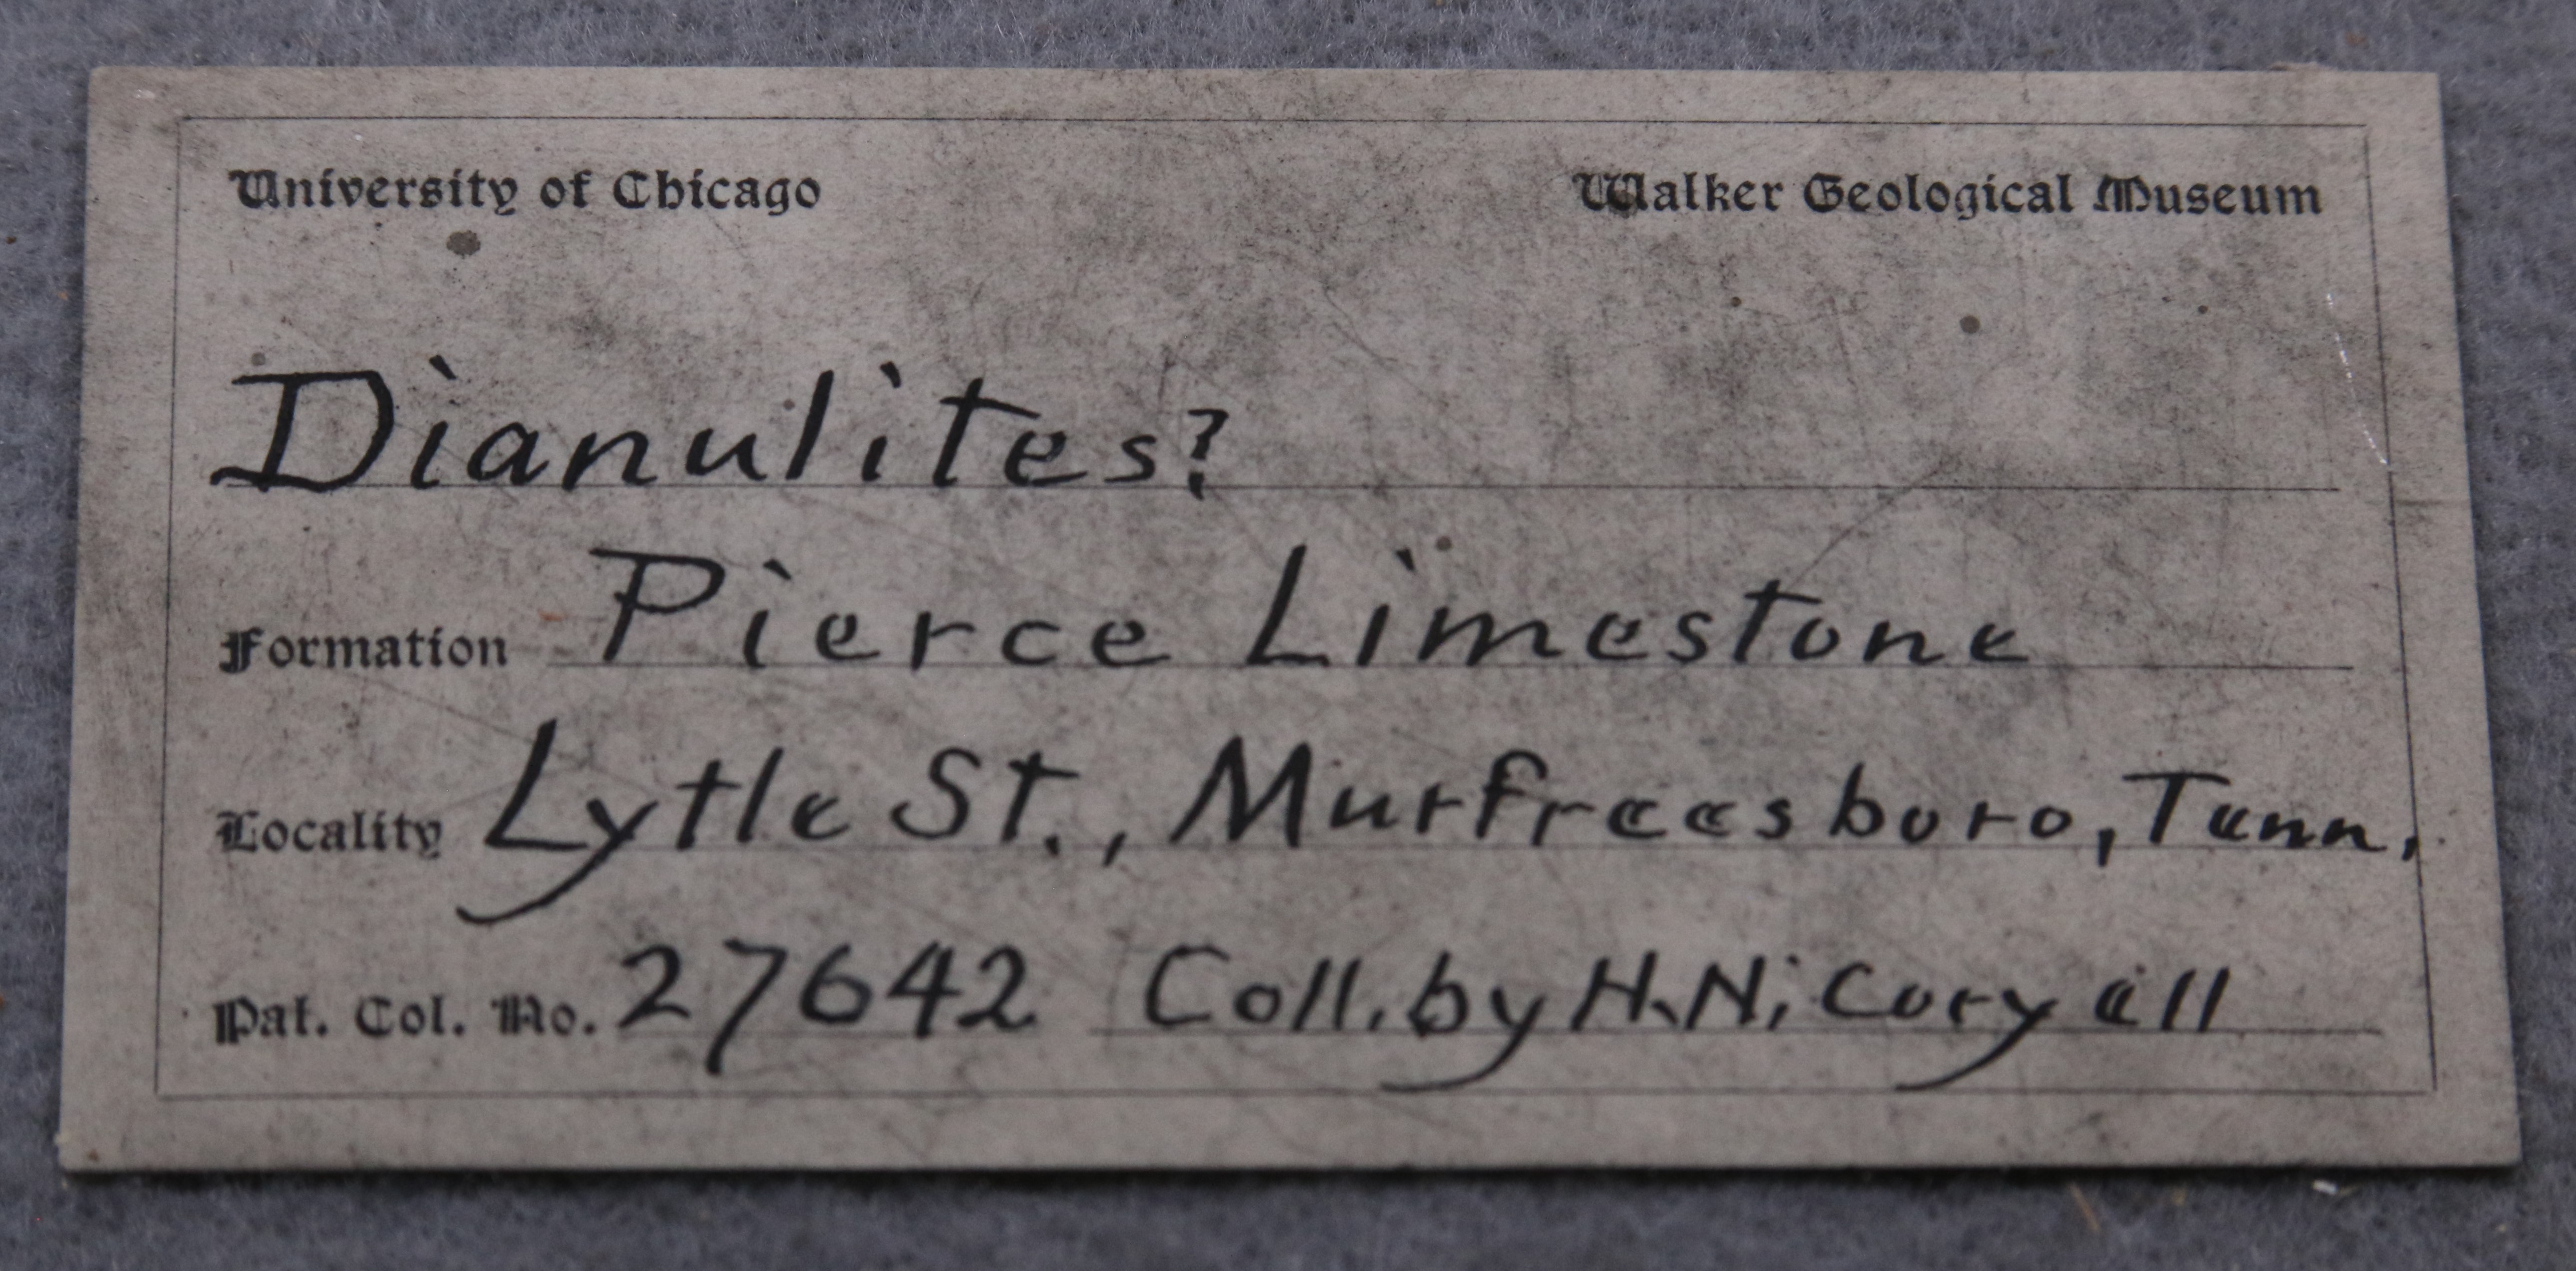 University of Chicago Walker Geological Museum
Dianulites?
Formation Pierce Limestone
Locality Lytle St., Murfreesboro, Tenn.
Pal. Col. No. 27642 Coll. by H. N. Coryell